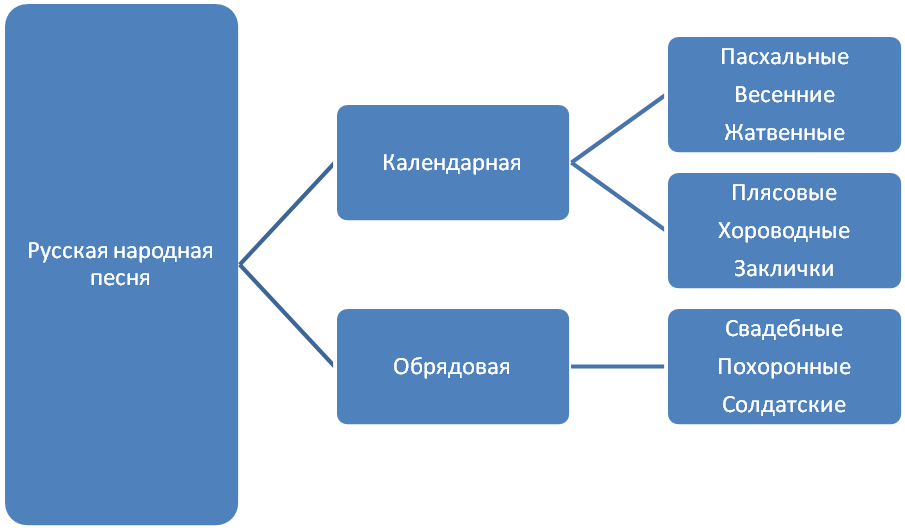 Русская народная
песня
Календарная
Пасхальные
Весенние
Жатвенные
Плясовые
Хороводные
Заклички
Обрядовая
Свадебные
Похоронные
Солдатские